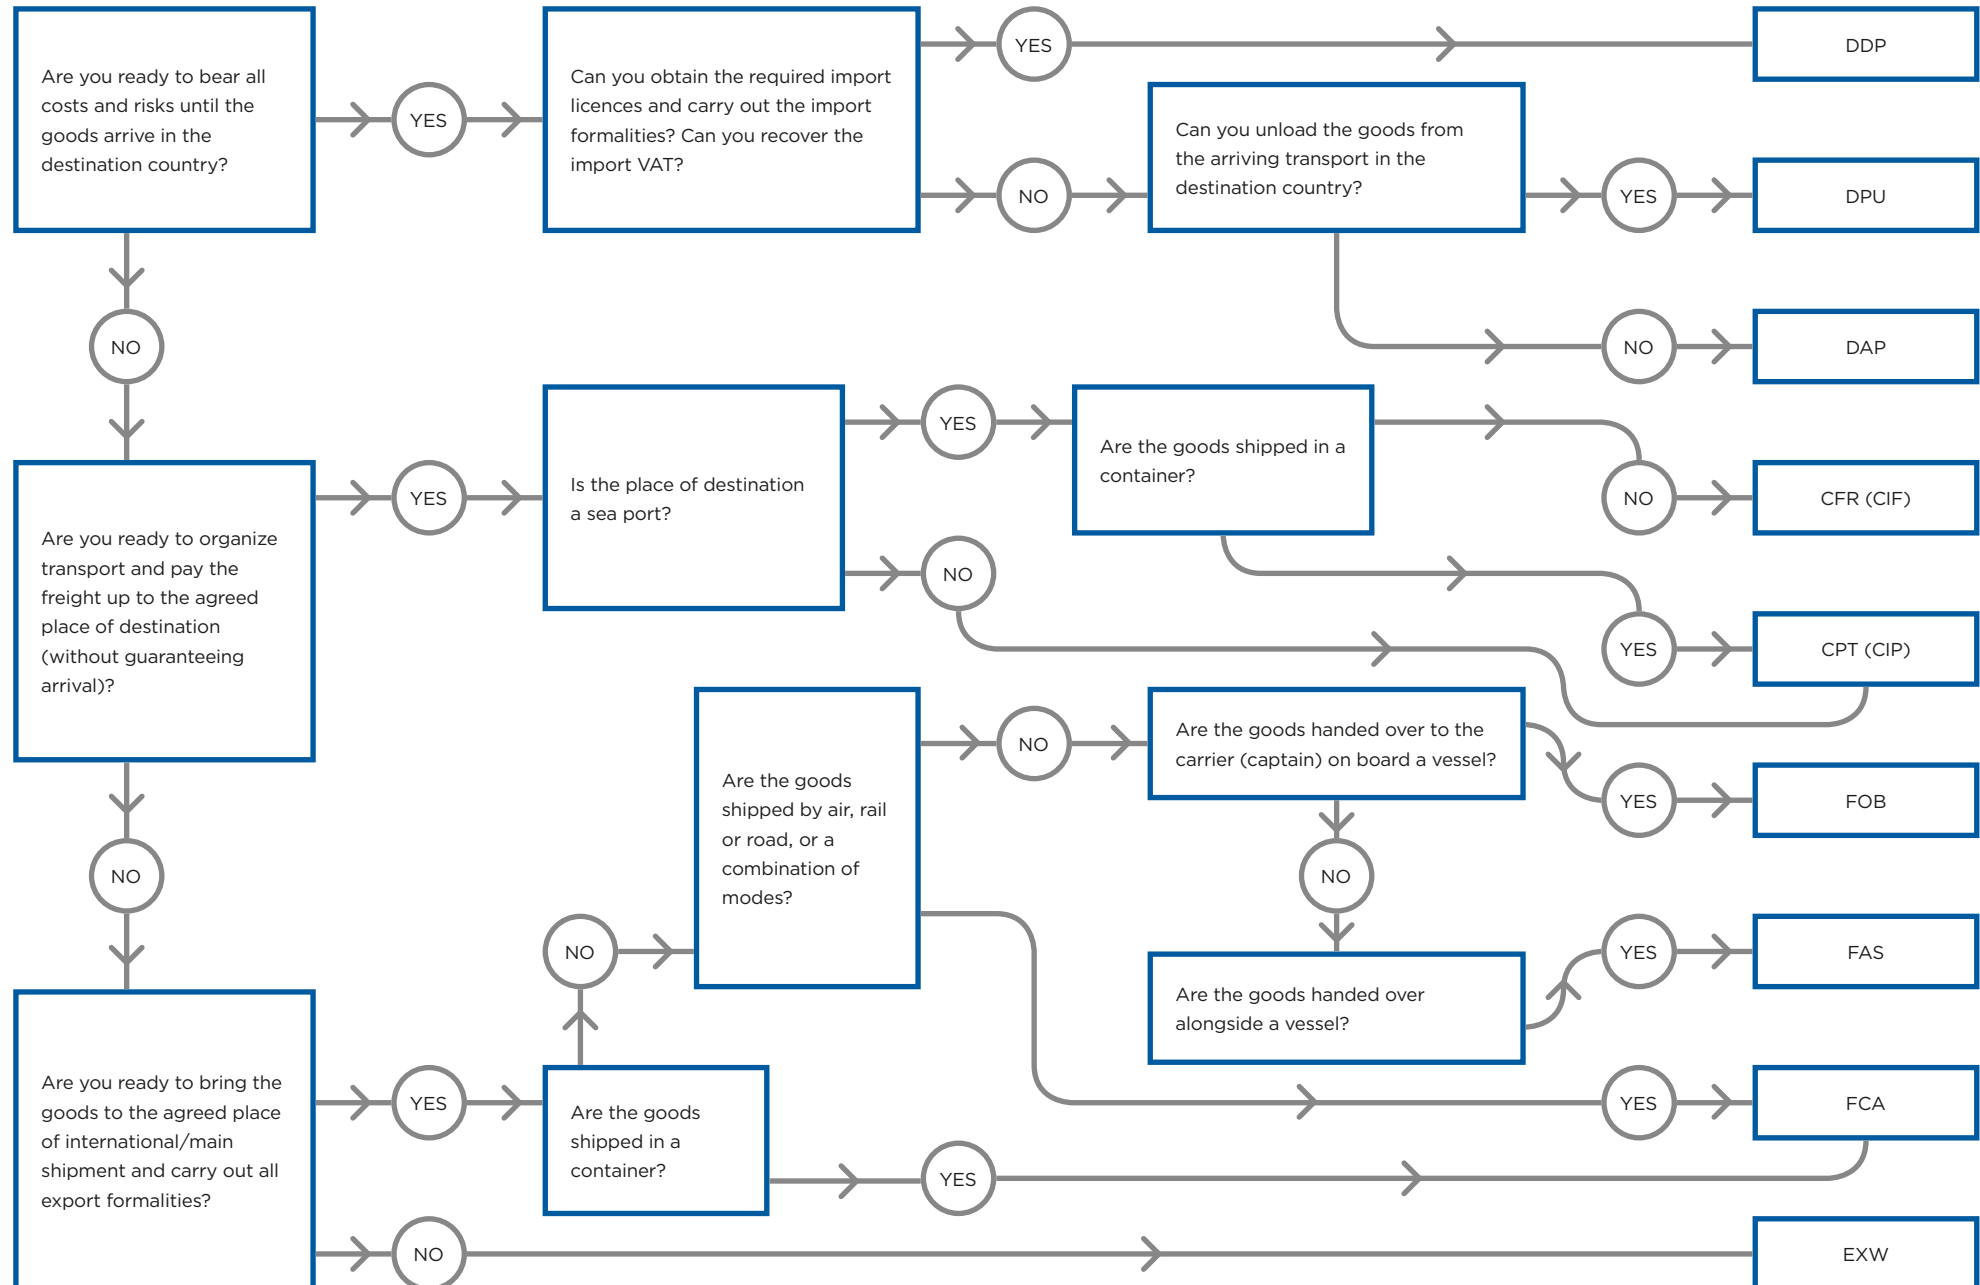 Are you ready to bear all
costs and risks until the
goods arrive in the
destination country?
YES
Can you obtain the required import
licences and carry out the import
formalities? Can you recover the
import VAT?
YES
DDP
NO
Can you unload the goods from
the arriving transport in the
destination country?
YES
DPU
NO
DAP
NO
Are you ready to organize
transport and pay the
freight up to the agreed
place of destination
(without guaranteeing
arrival)?
YES
Is the place of destination
a sea port?
YES
Are the goods shipped in a
container?
NO
CFR (CIF)
NO
YES
CPT (CIP)
NO
Are you ready to bring the
goods to the agreed place
of international/main
shipment and carry out all
export formalities?
YES
Are the goods
shipped in a
container?
NO
Are the goods
shipped by air, rail
or road, or a
combination of
modes?
NO
Are the goods handed over to the
carrier (captain) on board a vessel?
YES
FOB
NO
Are the goods handed over
alongside a vessel?
YES
FAS
YES
FCA
YES
NO
EXW